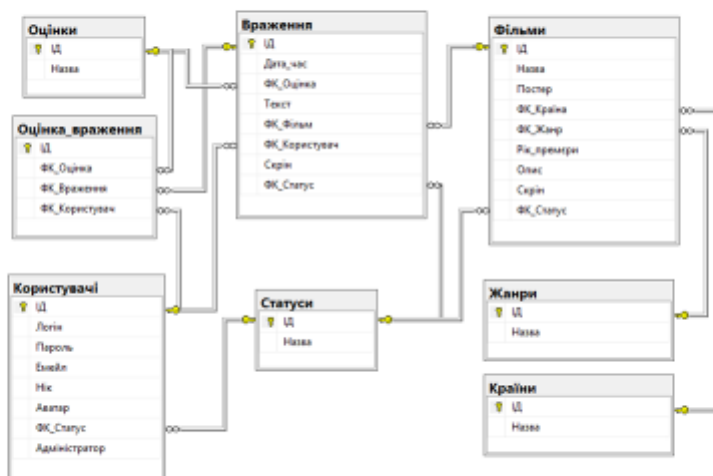 Оцінки
ІД
Назва
Оцінка_враження
ІД
ФК_Оцінка
ФК_Враження
ФК_Користувач
Враження
ІД
Дата_час
ФК_Оцінка
Текст
ФК_Фільм
ФК_Користувач
Скрін
ФК_Статус
Фільми
ІД
Назва
Постер
ФК_Країна
ФК_Жанр
Рік_премєри
Опис
Скрін
ФК_Статус
Користувачі
ІД
Логін
Пароль
Емейл
Нік
Аватар
ФК_Статус
Адміністратор
Статуси
ІД
Назва
Жанри
ІД
Назва
Країни
ІД
Назва